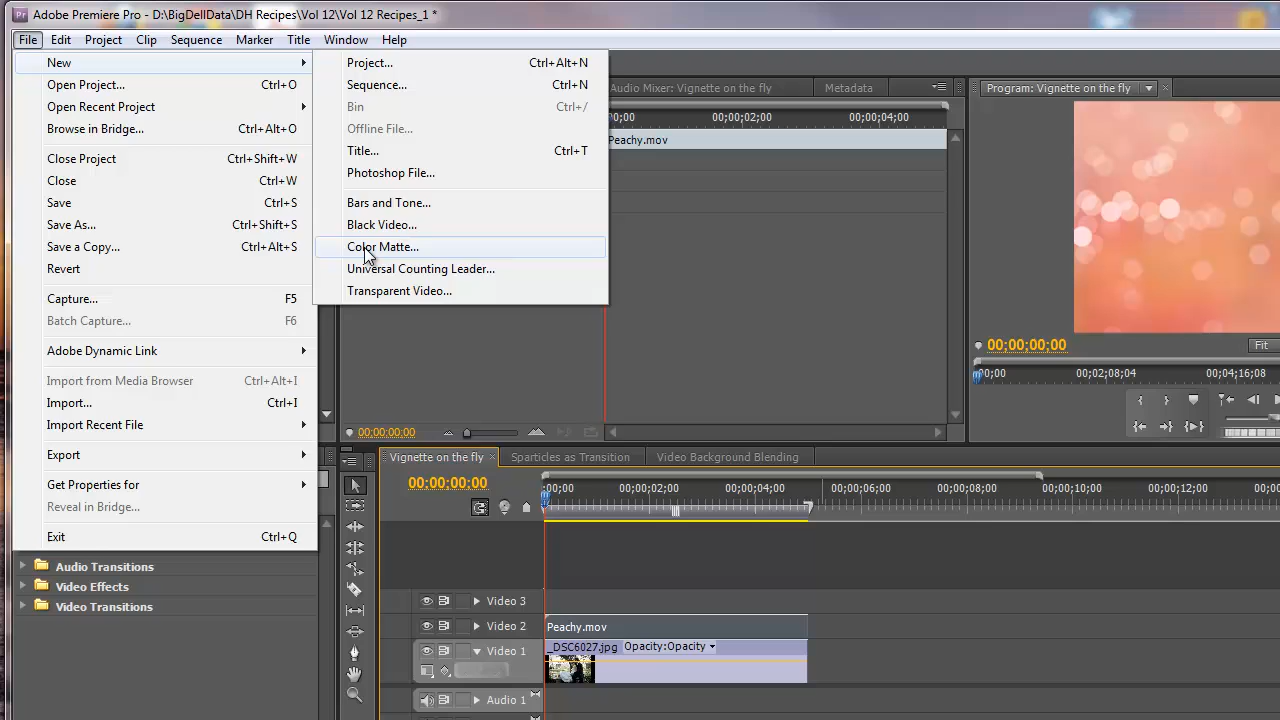 Adobe Premiere Pro - D:\BigDellData\DH Recipes\Vol 12\Vol 12 Recipes_1 *
File Edit Project Clip Sequence Marker Title Window Help
New
Open Project... Ctrl+O
Open Recent Project
Browse in Bridge... Ctrl+Alt+O
Close Project Ctrl+Shift+W
Close Ctrl+W
Save Ctrl+S
Save As... Ctrl+Shift+S
Save a Copy... Ctrl+Alt+S
Revert
Capture... F5
Batch Capture... F6
Adobe Dynamic Link
Import from Media Browser Ctrl+Alt+I
Import... Ctrl+I
Import Recent File
Export
Get Properties for
Reveal in Bridge...
Exit Ctrl+Q
Project... Ctrl+Alt+N
Sequence... Ctrl+N
Bin Ctrl+/
Offline File...
Title... Ctrl+T
Photoshop File...
Bars and Tone...
Black Video...
Color Matte...
Universal Counting Leader...
Transparent Video...
Audio Mixer: Vignette on the fly Metadata
00;00 00;00;02;00 00;00;04;00
Peachy.mov
00;00;00;00
Program: Vignette on the fly
00;00;00;00 Fit
00;00 00;02;08;04 00;04;16;08
Vignette on the fly Sparticles as Transition Video Background Blending
00;00;00;00
00;00 00;00;02;00 00;00;04;00 00;00;06;00 00;00;08;00 00;00;10;00 00;00;12;00
Video 3
Video 2 Peachy.mov
Video 1 _DSC6027.jpg Opacity:Opacity
Audio 1
Audio Transitions
Video Effects
Video Transitions